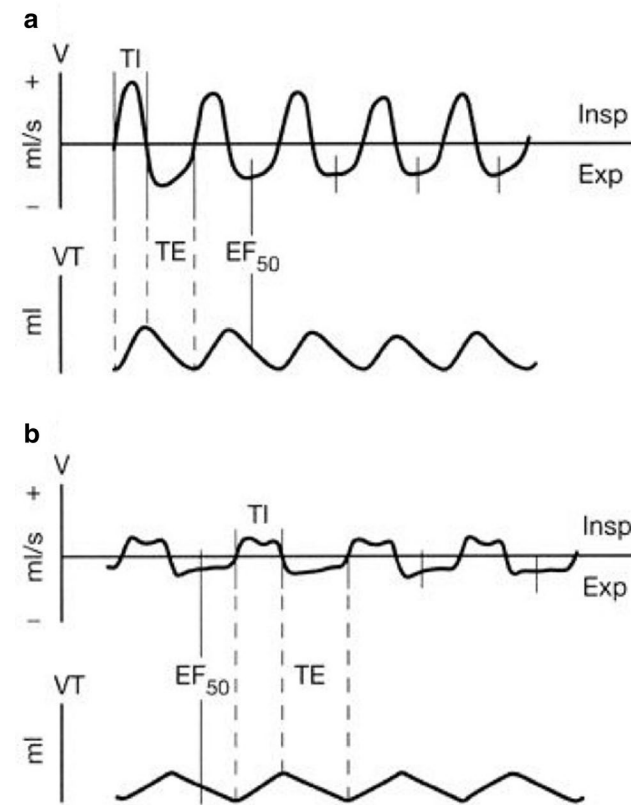 a
V
TI
+
ml/s
–
Insp
Exp
VT
TE
EF50
ml
b
V
+
TI
ml/s
–
Insp
Exp
VT
EF50
TE
ml